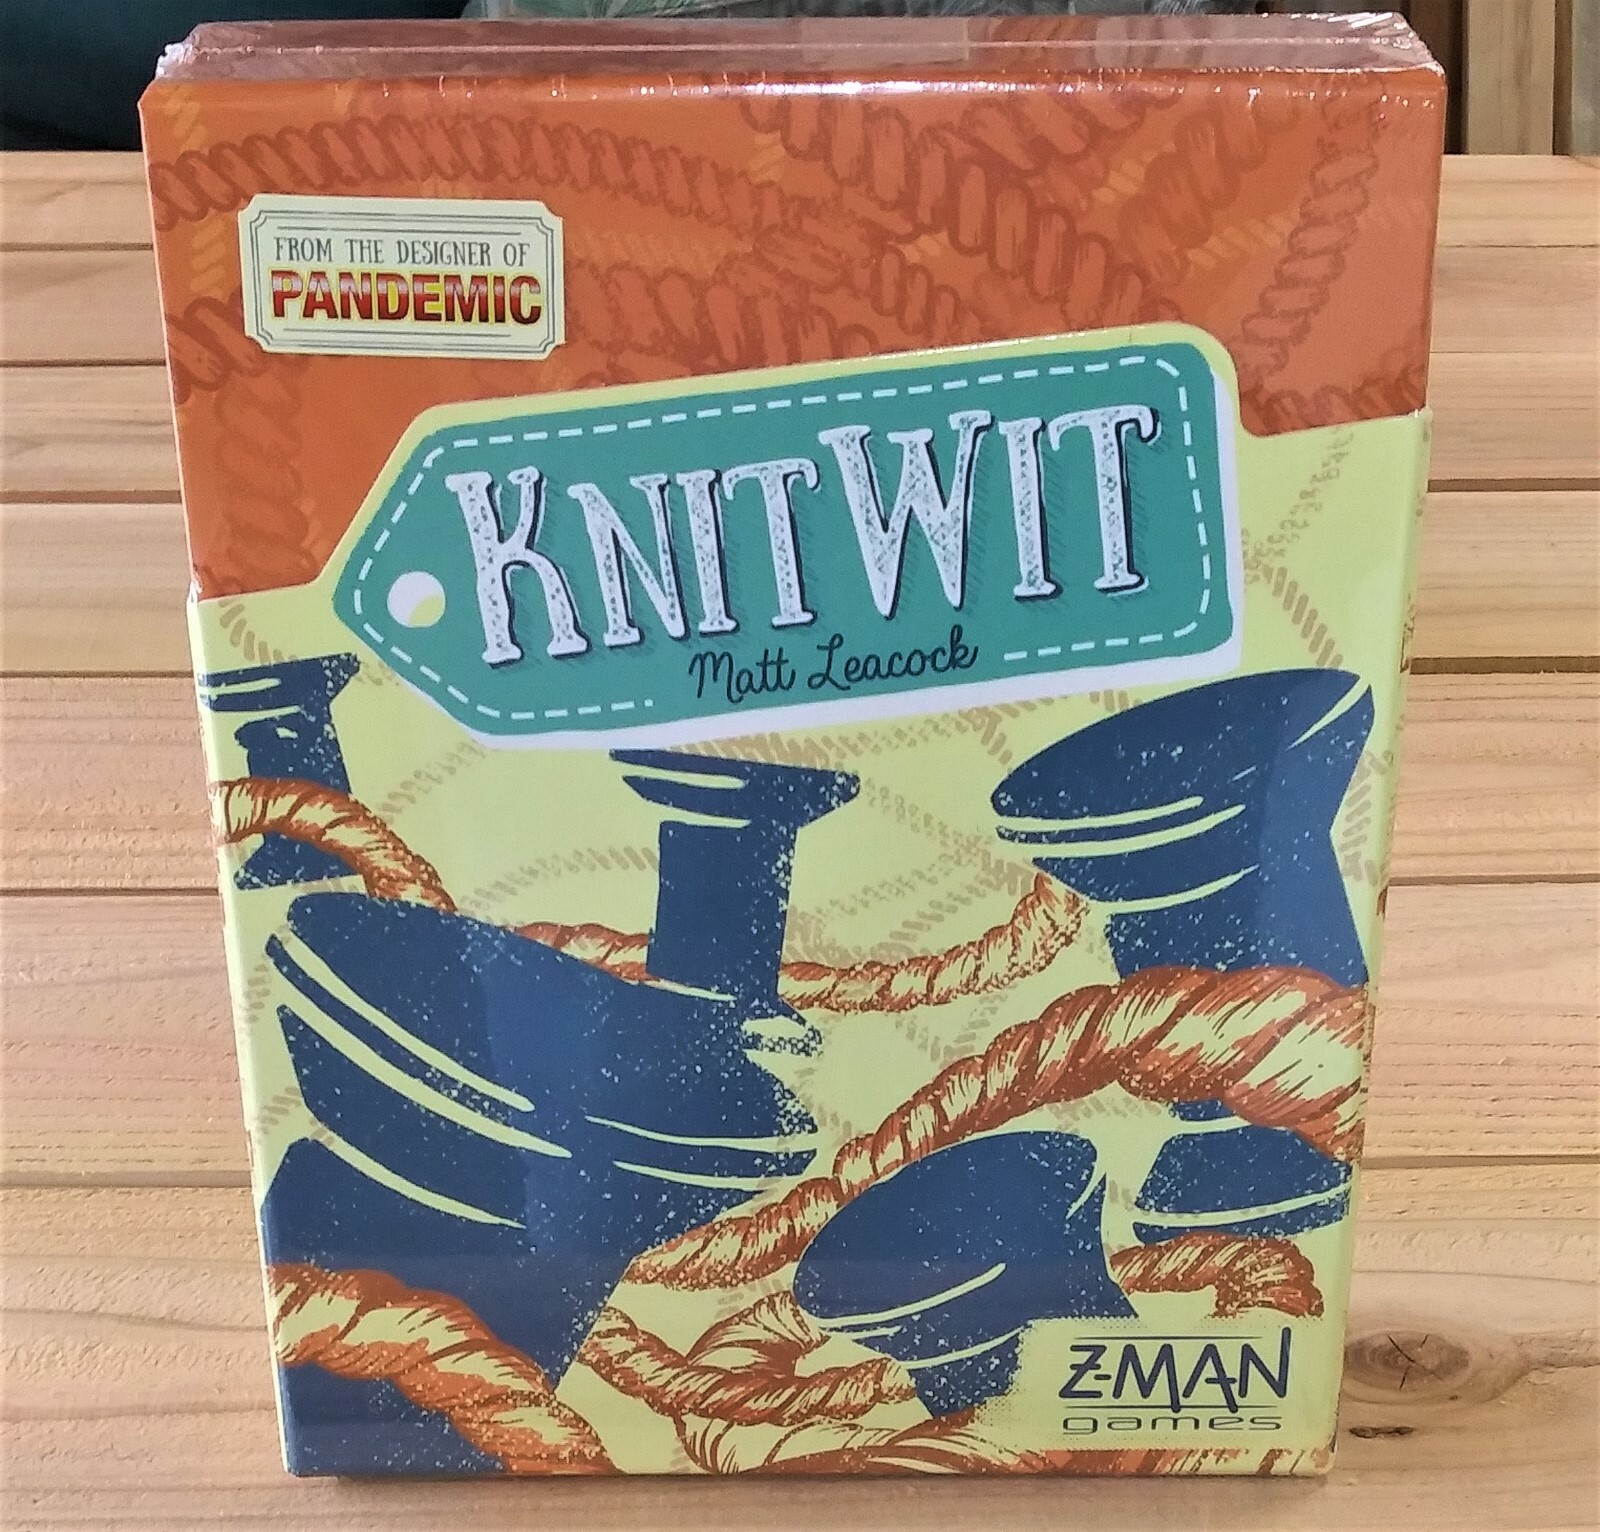 FROM THE DESIGNER OF
PANDEMIC
KNITWIT
Matt Leacock
Z-MAN
games